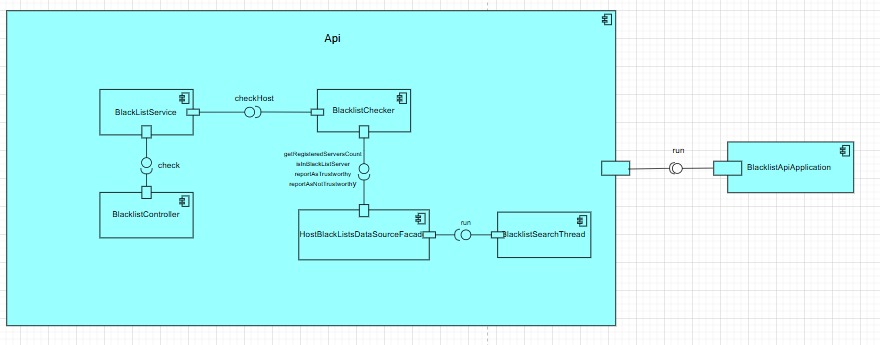 Api
BlackListService
checkHost
BlacklistChecker
check
getRegisteredServersCount
isInBlackListServer
reportAsTrustworthy
reportAsNotTrustworthy
BlacklistController
HostBlackListsDataSourceFacad
run
BlacklistSearchThread
run
BlacklistApiApplication